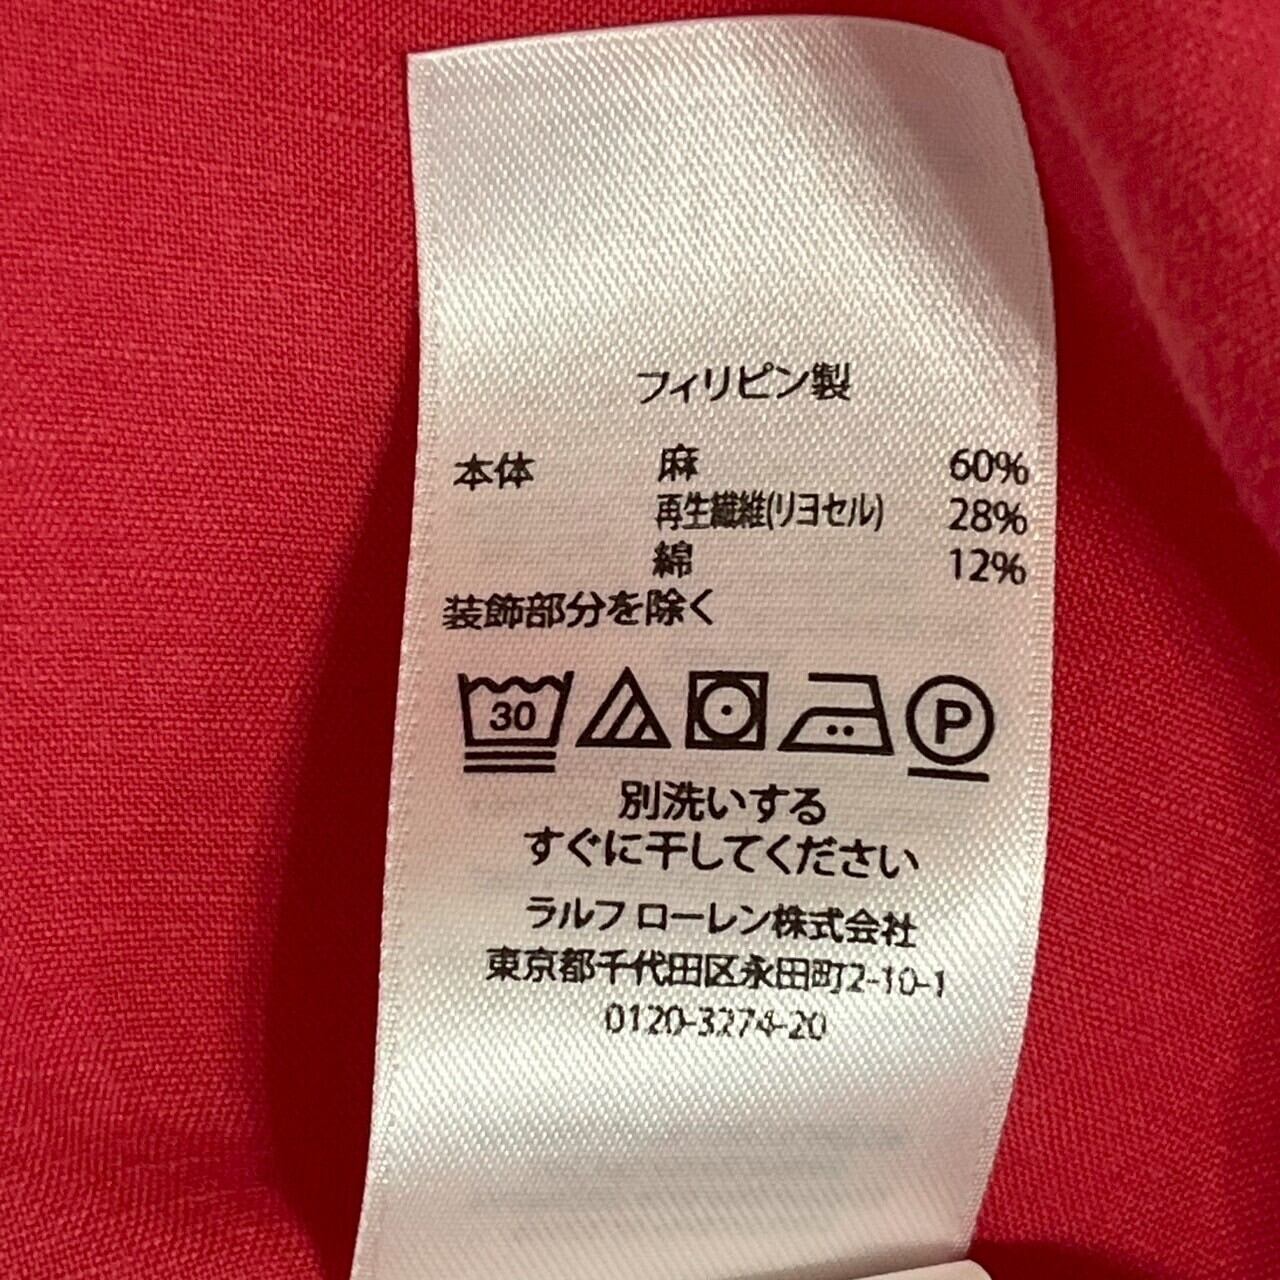 フィリピン製
本体 麻 60%
再生繊維(リヨセル) 28%
綿 12%
装飾部分を除く
30 P
別洗いする
すぐに干してください
ラルフ ローレン株式会社
東京都千代田区永田町2-10-1
0120-3274-20